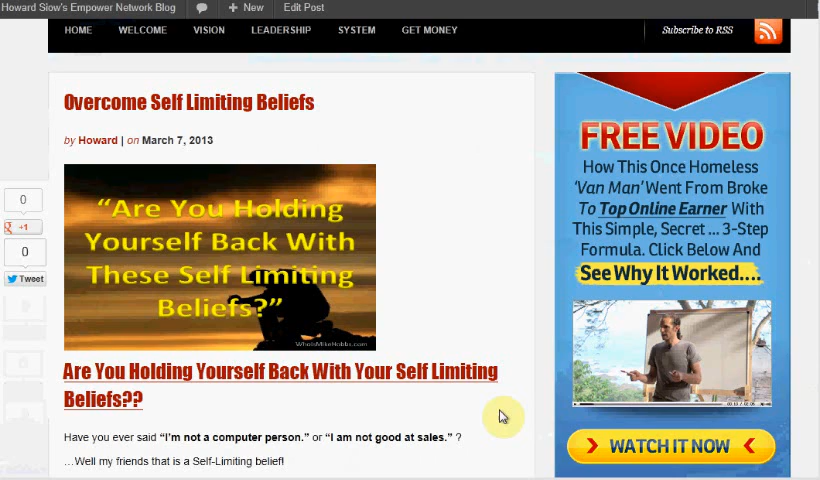 Howard Slow's Empower Network Blog
New
Edit Post
HOME
WELCOME
VISION
LEADERSHIP
SYSTEM
GET MONEY
Subscribe to RSS
Overcome Self Limiting Beliefs
by Howard | on March 7, 2013
“Are You Holding
Yourself Back With
These Self Limiting
Beliefs?”
WhoIsMikeHobbs.com
0
+1
0
Tweet
Are You Holding Yourself Back With Your Self Limiting
Beliefs??
Have you ever said “I’m not a computer person.” or “I am not good at sales.” ?
…Well my friends that is a Self-Limiting belief!
FREE VIDEO
How This Once Homeless
‘Van Man’ Went From Broke
To Top Online Earner With
This Simple, Secret ... 3-Step
Formula. Click Below And
See Why It Worked....
WATCH IT NOW